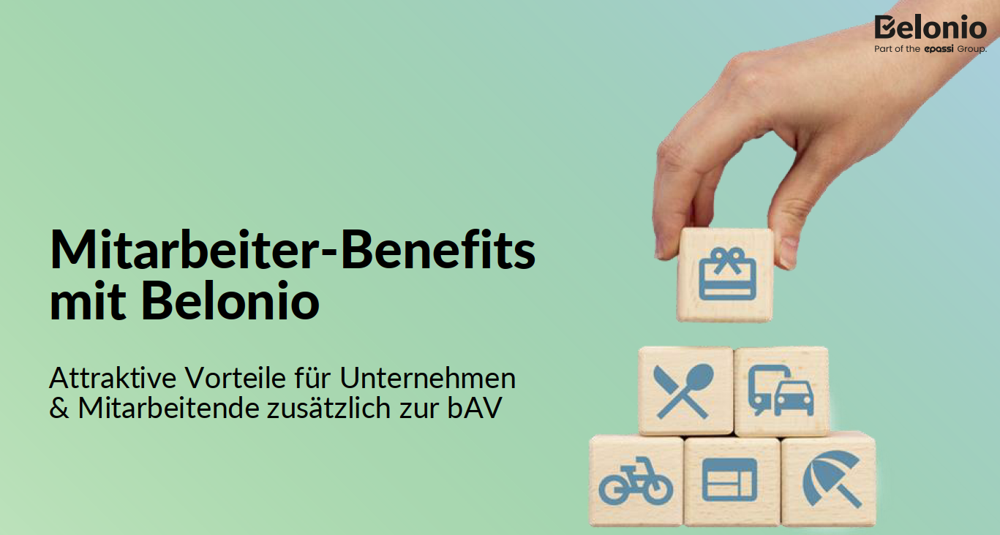 Belonio
Part of the epassi Group.
Mitarbeiter-Benefits
mit Belonio
Attraktive Vorteile für Unternehmen
& Mitarbeitende zusätzlich zur bAV